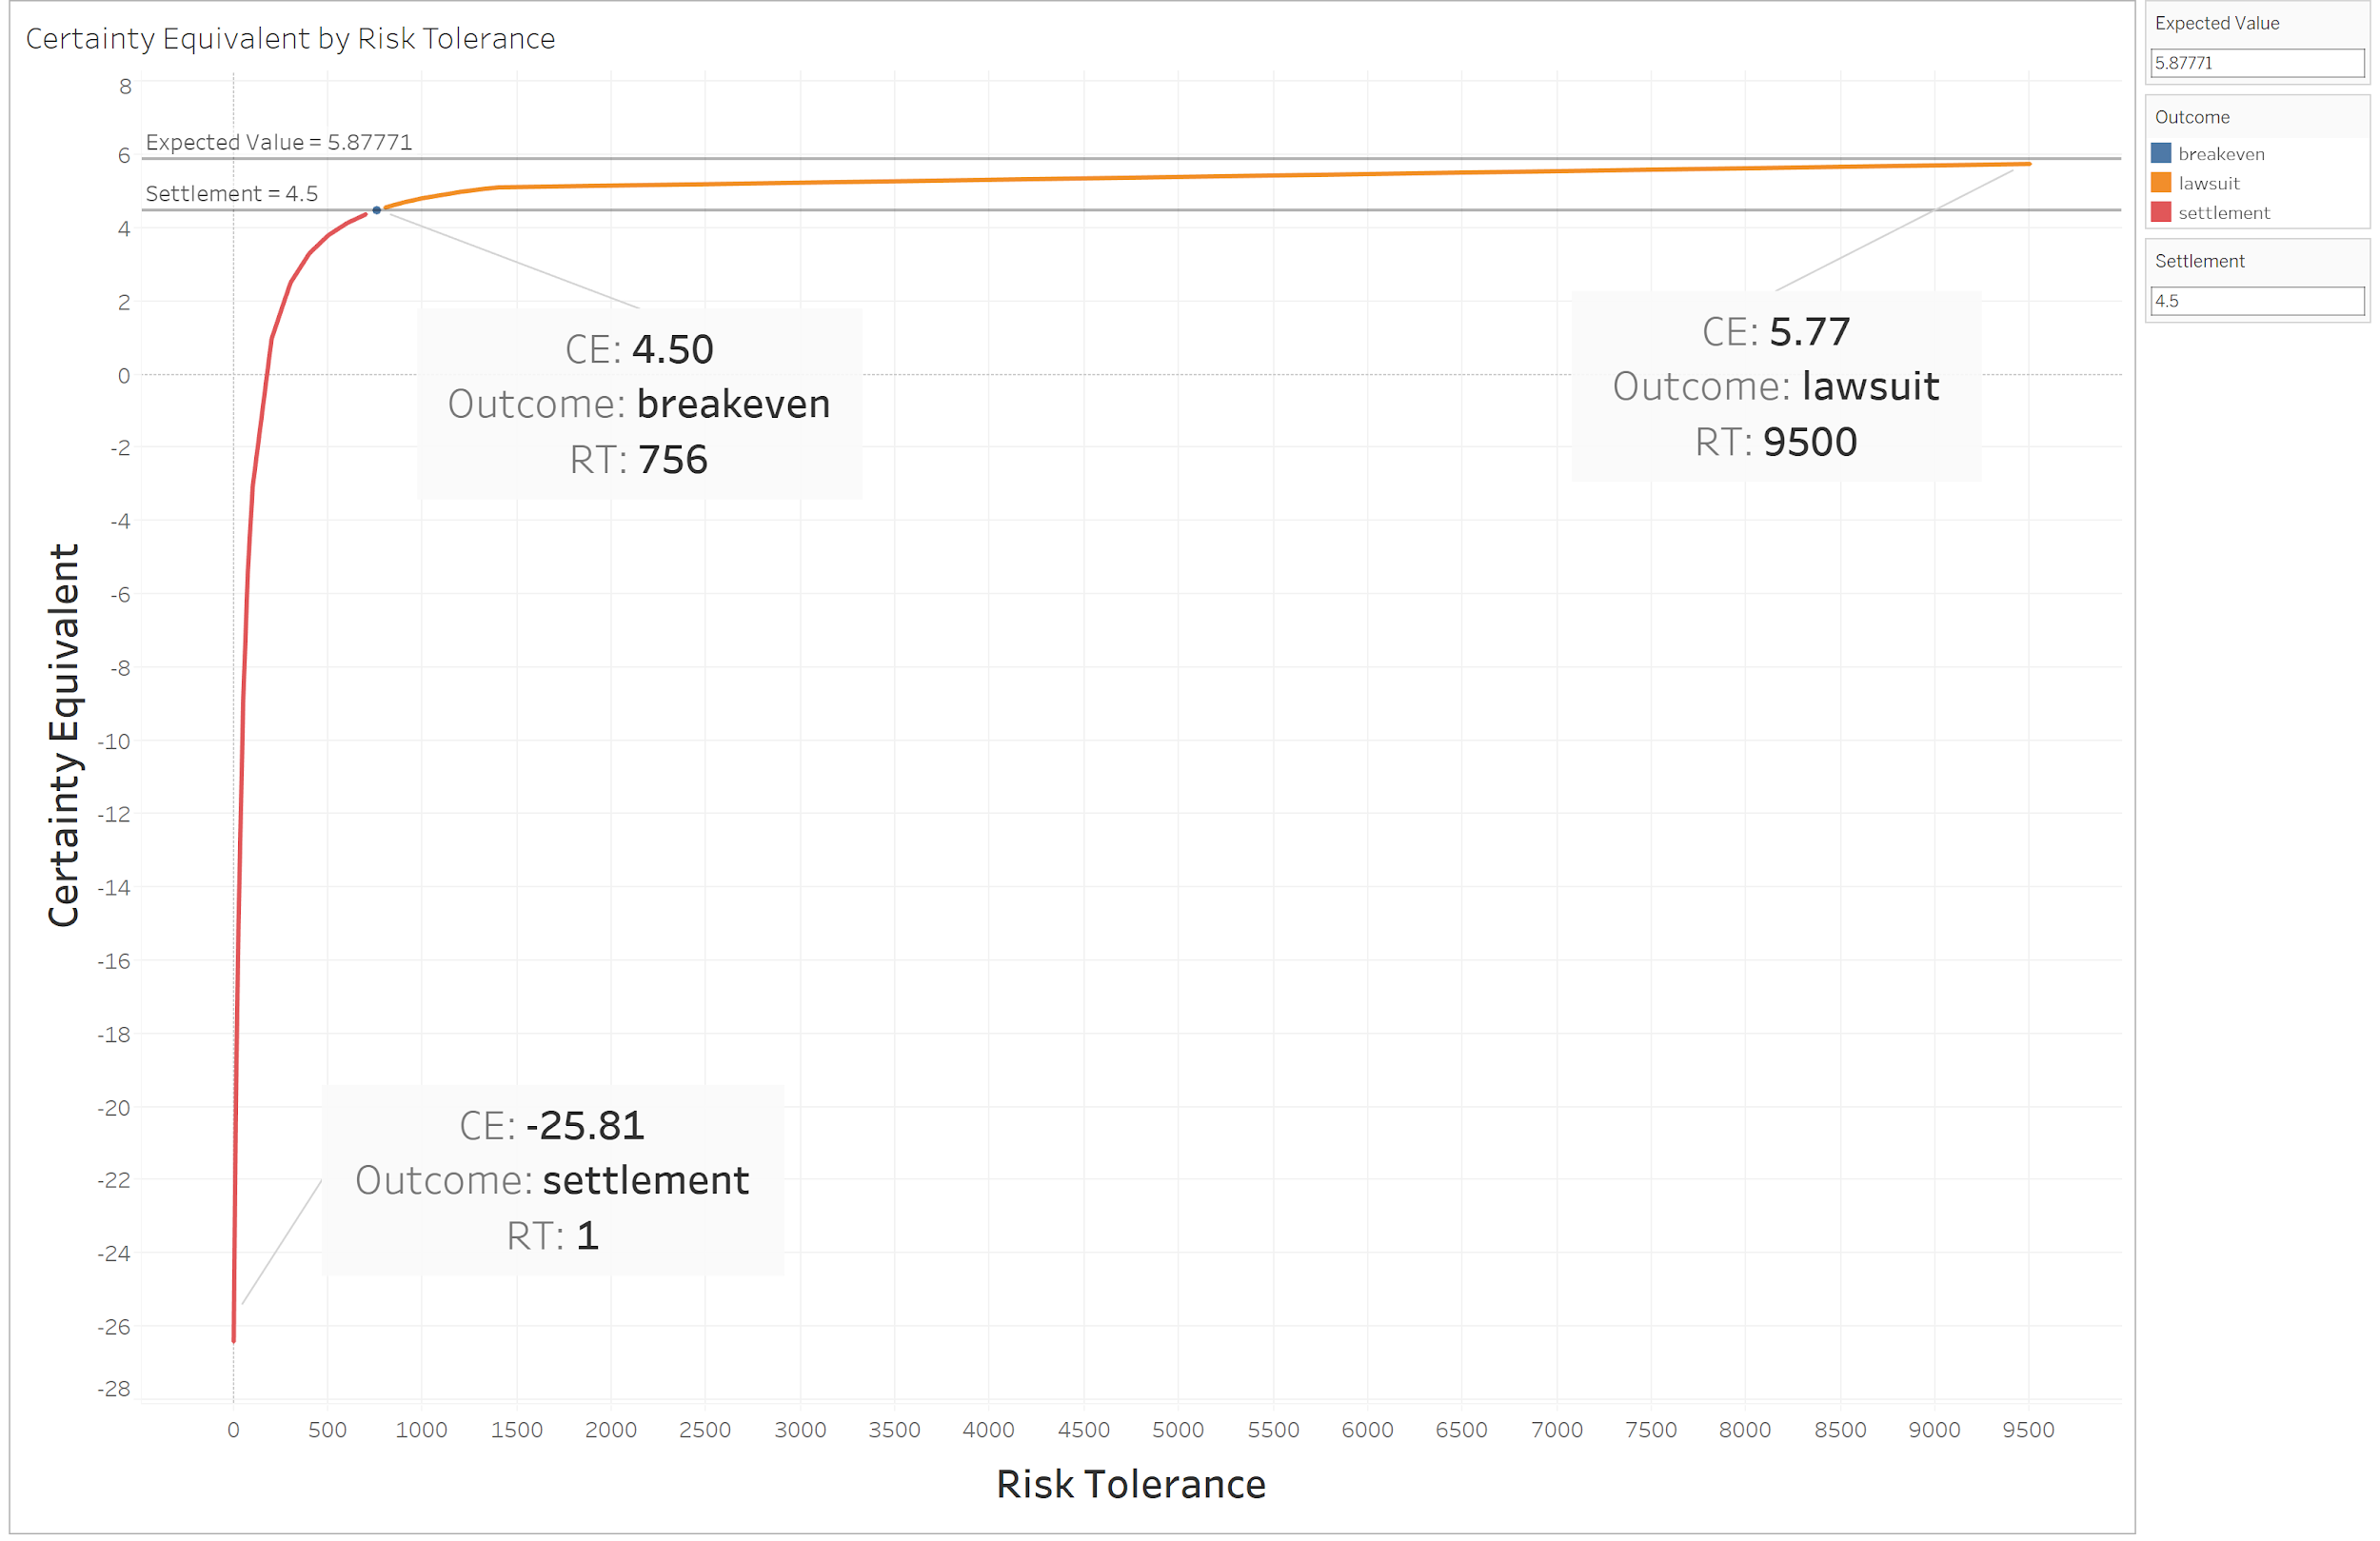 Certainty Equivalent by Risk Tolerance
8
Expected Value = 5.87771
6
Settlement = 4.5
4
2
0
-2
-4
-6
-8
-10
-12
-14
-16
-18
-20
-22
-24
-26
-28
Certainty Equivalent
CE: 4.50
Outcome: breakeven
RT: 756
CE: 5.77
Outcome: lawsuit
RT: 9500
CE: -25.81
Outcome: settlement
RT: 1
0 500 1000 1500 2000 2500 3000 3500 4000 4500 5000 5500 6000 6500 7000 7500 8000 8500 9000 9500
Risk Tolerance
Expected Value
5.87771
Outcome
breakeven
lawsuit
settlement
Settlement
4.5